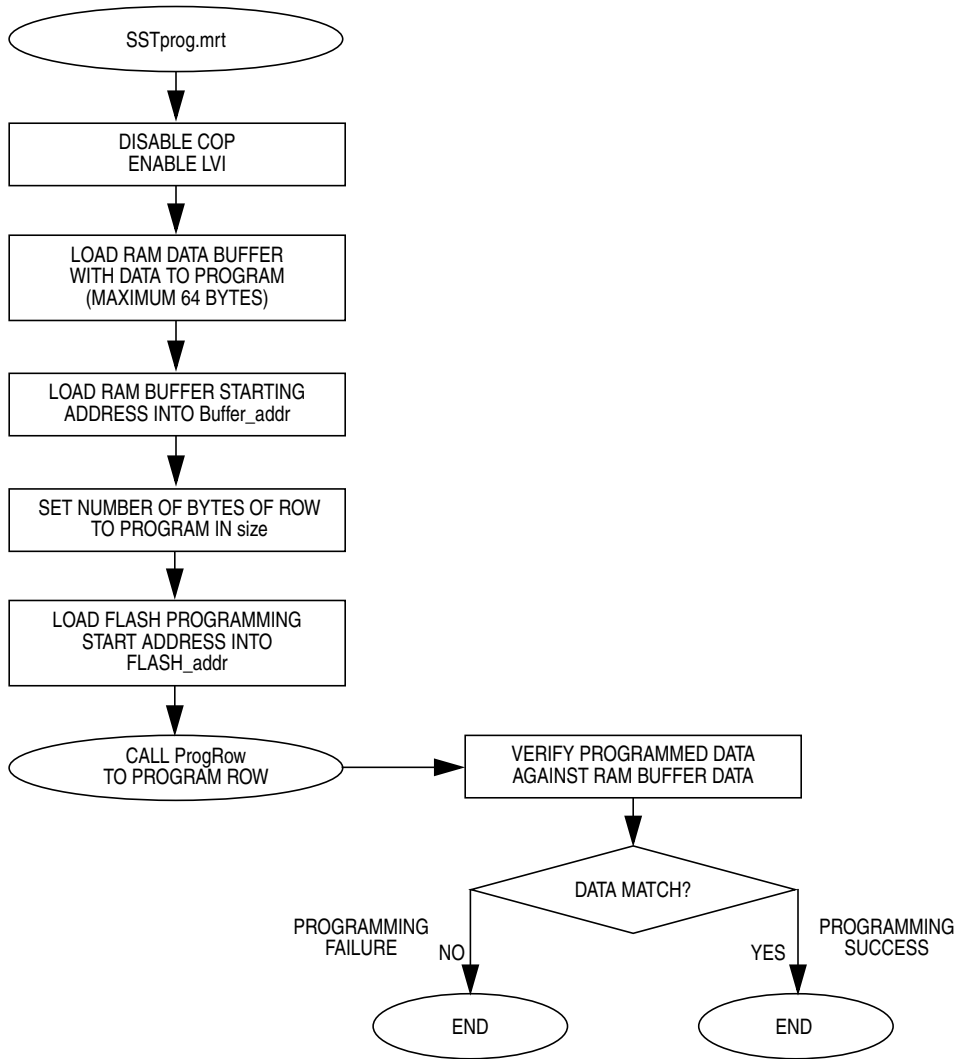 SSTprog.mrt
DISABLE COP
ENABLE LVI
LOAD RAM DATA BUFFER
WITH DATA TO PROGRAM
(MAXIMUM 64 BYTES)
LOAD RAM BUFFER STARTING
ADDRESS INTO Buffer_addr
SET NUMBER OF BYTES OF ROW
TO PROGRAM IN size
LOAD FLASH PROGRAMMING
START ADDRESS INTO
FLASH_addr
CALL ProgRow
TO PROGRAM ROW
VERIFY PROGRAMMED DATA
AGAINST RAM BUFFER DATA
DATA MATCH?
PROGRAMMING
FAILURE
NO
YES
PROGRAMMING
SUCCESS
END
END